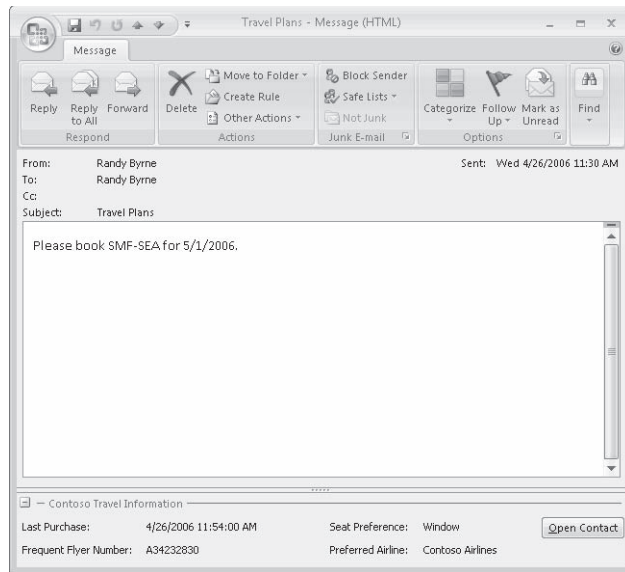 Travel Plans - Message (HTML)
Message
Reply
Reply to All
Forward
Respond
Delete
Move to Folder
Create Rule
Other Actions
Actions
Block Sender
Safe Lists
Not Junk
Junk E-mail
Categorize
Follow Up
Mark as Unread
Options
Find
From: Randy Byrne
Sent: Wed 4/26/2006 11:30 AM
To: Randy Byrne
Cc:
Subject: Travel Plans
Please book SMF-SEA for 5/1/2006.
Contoso Travel Information
Last Purchase: 4/26/2006 11:54:00 AM Seat Preference: Window Open Contact
Frequent Flyer Number: A34232830 Preferred Airline: Contoso Airlines